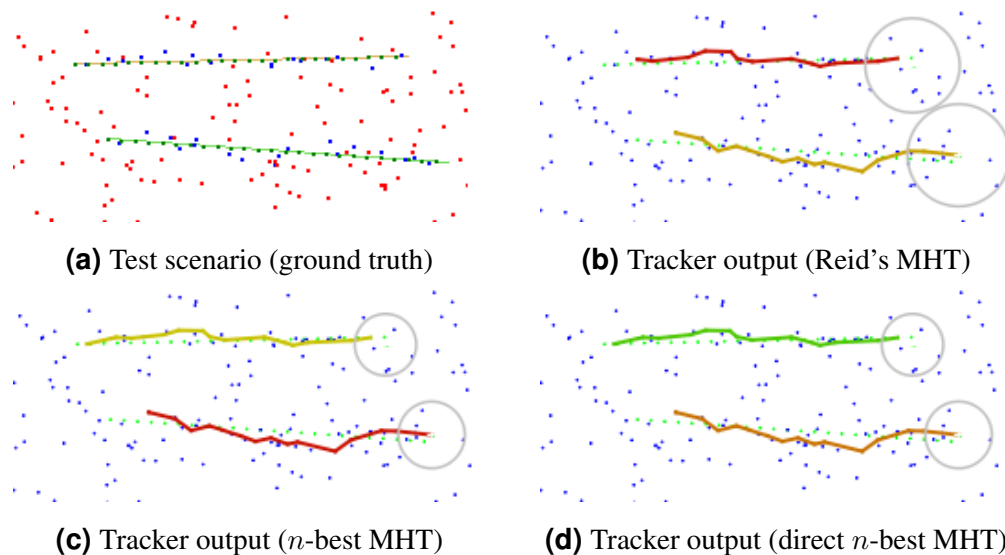 (a) Test scenario (ground truth)
(b) Tracker output (Reid's MHT)
(c) Tracker output (n-best MHT)
(d) Tracker output (direct n-best MHT)